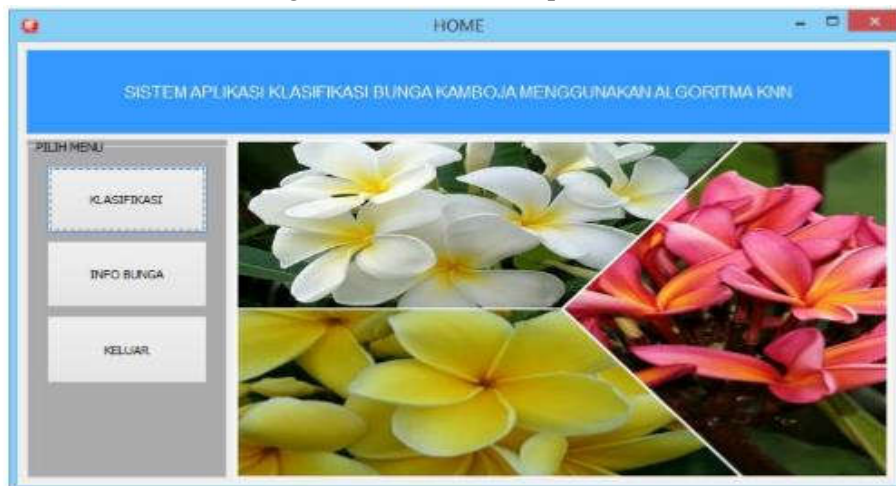 HOME
SISTEM APLIKASI KLASIFIKASI BUNGA KAMBOJA MENGGUNAKAN ALGORITMA KNN
PILIH MENU
KLASIFIKASI
INFO BUNGA
KELUAR